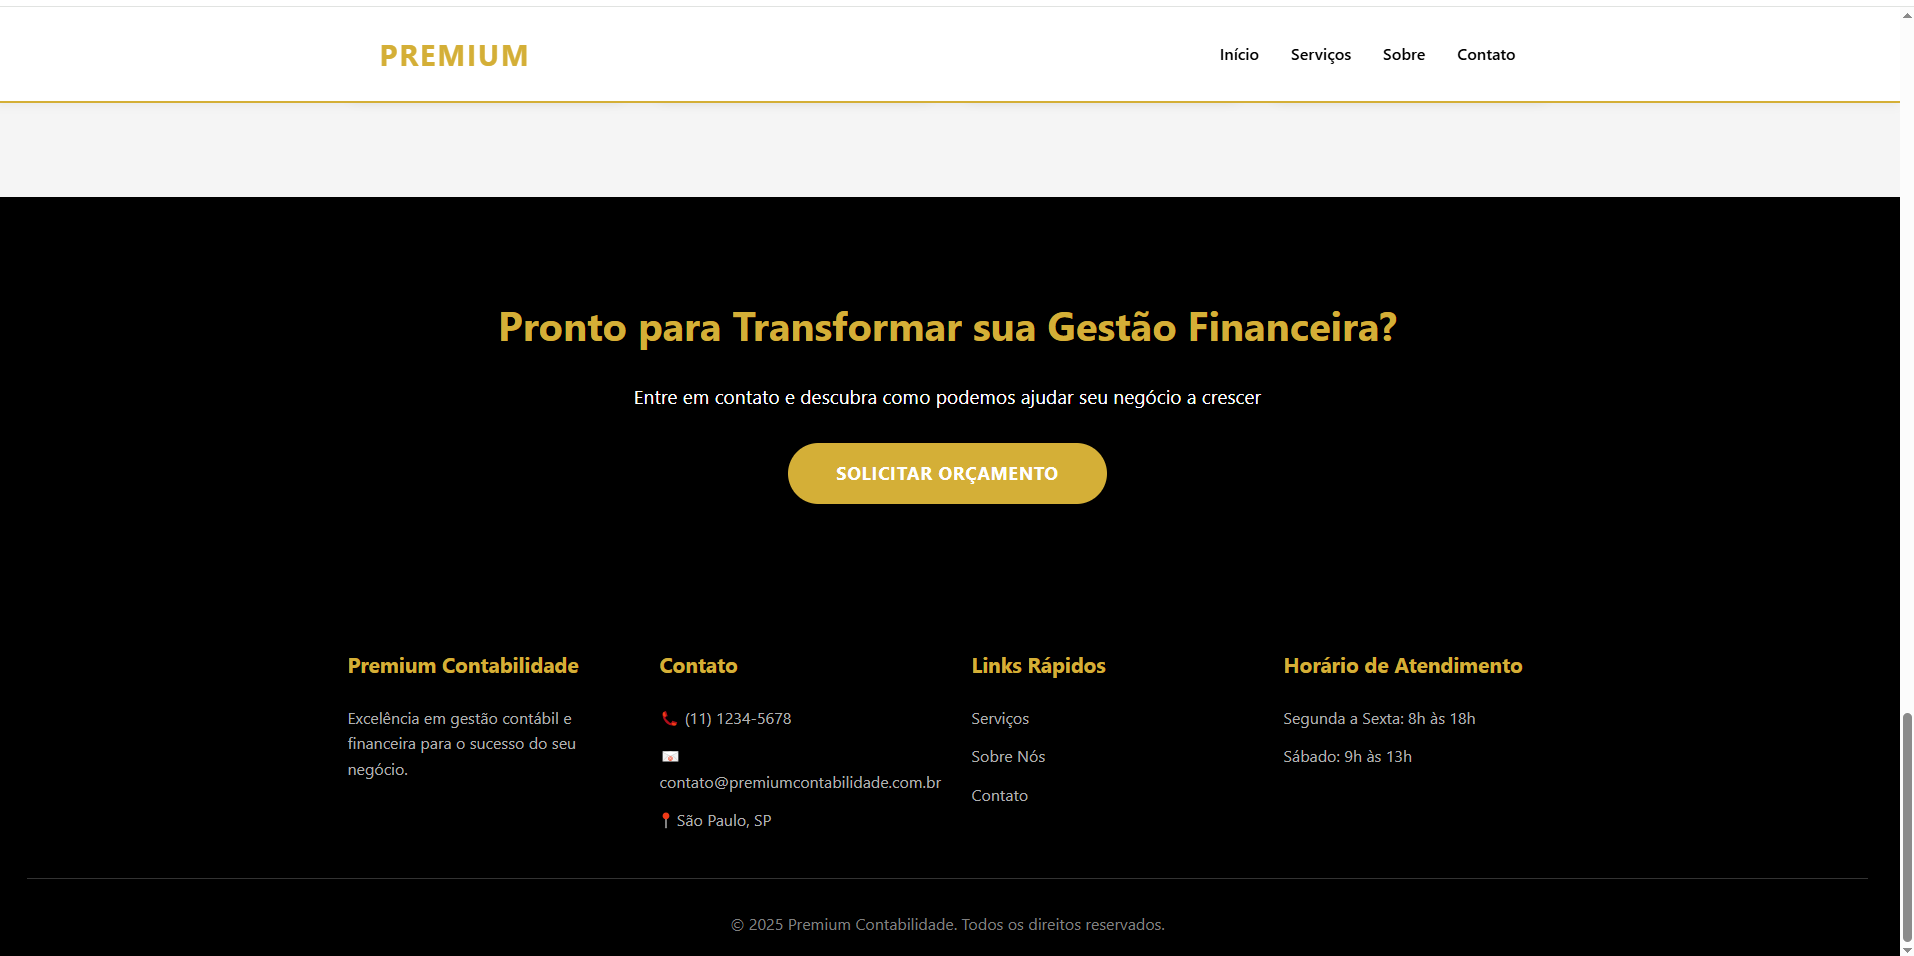 PREMIUM
Início Serviços Sobre Contato
Pronto para Transformar sua Gestão Financeira?
Entre em contato e descubra como podemos ajudar seu negócio a crescer
SOLICITAR ORÇAMENTO
Premium Contabilidade
Excelência em gestão contábil e
financeira para o sucesso do seu
negócio.
Contato
(11) 1234-5678
contato@premiumcontabilidade.com.br
São Paulo, SP
Links Rápidos
Serviços
Sobre Nós
Contato
Horário de Atendimento
Segunda a Sexta: 8h às 18h
Sábado: 9h às 13h
© 2025 Premium Contabilidade. Todos os direitos reservados.